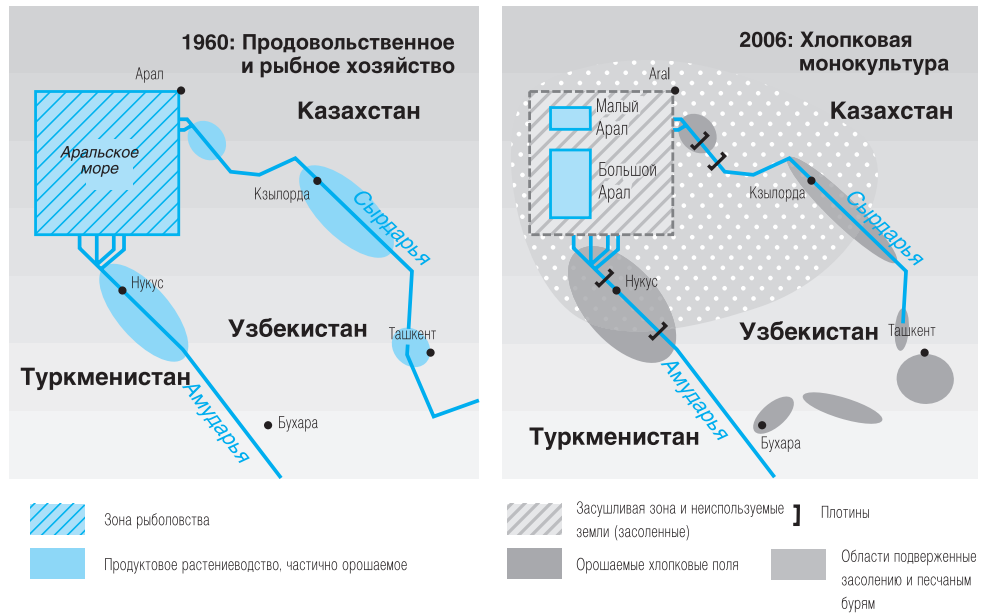 1960: Продовольственное
и рыбное хозяйство
Арал
Казахстан
Аральское
море
Кзылорда
Сырдарья
Нукус
Узбекистан
Ташкент
Туркменистан
Амударья
Бухара
Зона рыболовства
Продуктовое растениеводство, частично орошаемое
2006: Хлопковая
монокультура
Aral
Казахстан
Малый
Арал
Большой
Арал
Кзылорда
Сырдарья
Нукус
Узбекистан
Ташкент
Амударья
Туркменистан
Бухара
Засушливая зона и неиспользуемые
земли (засоленные)
Плотины
Орошаемые хлопковые поля
Области подверженные
засолению и песчаным
бурям